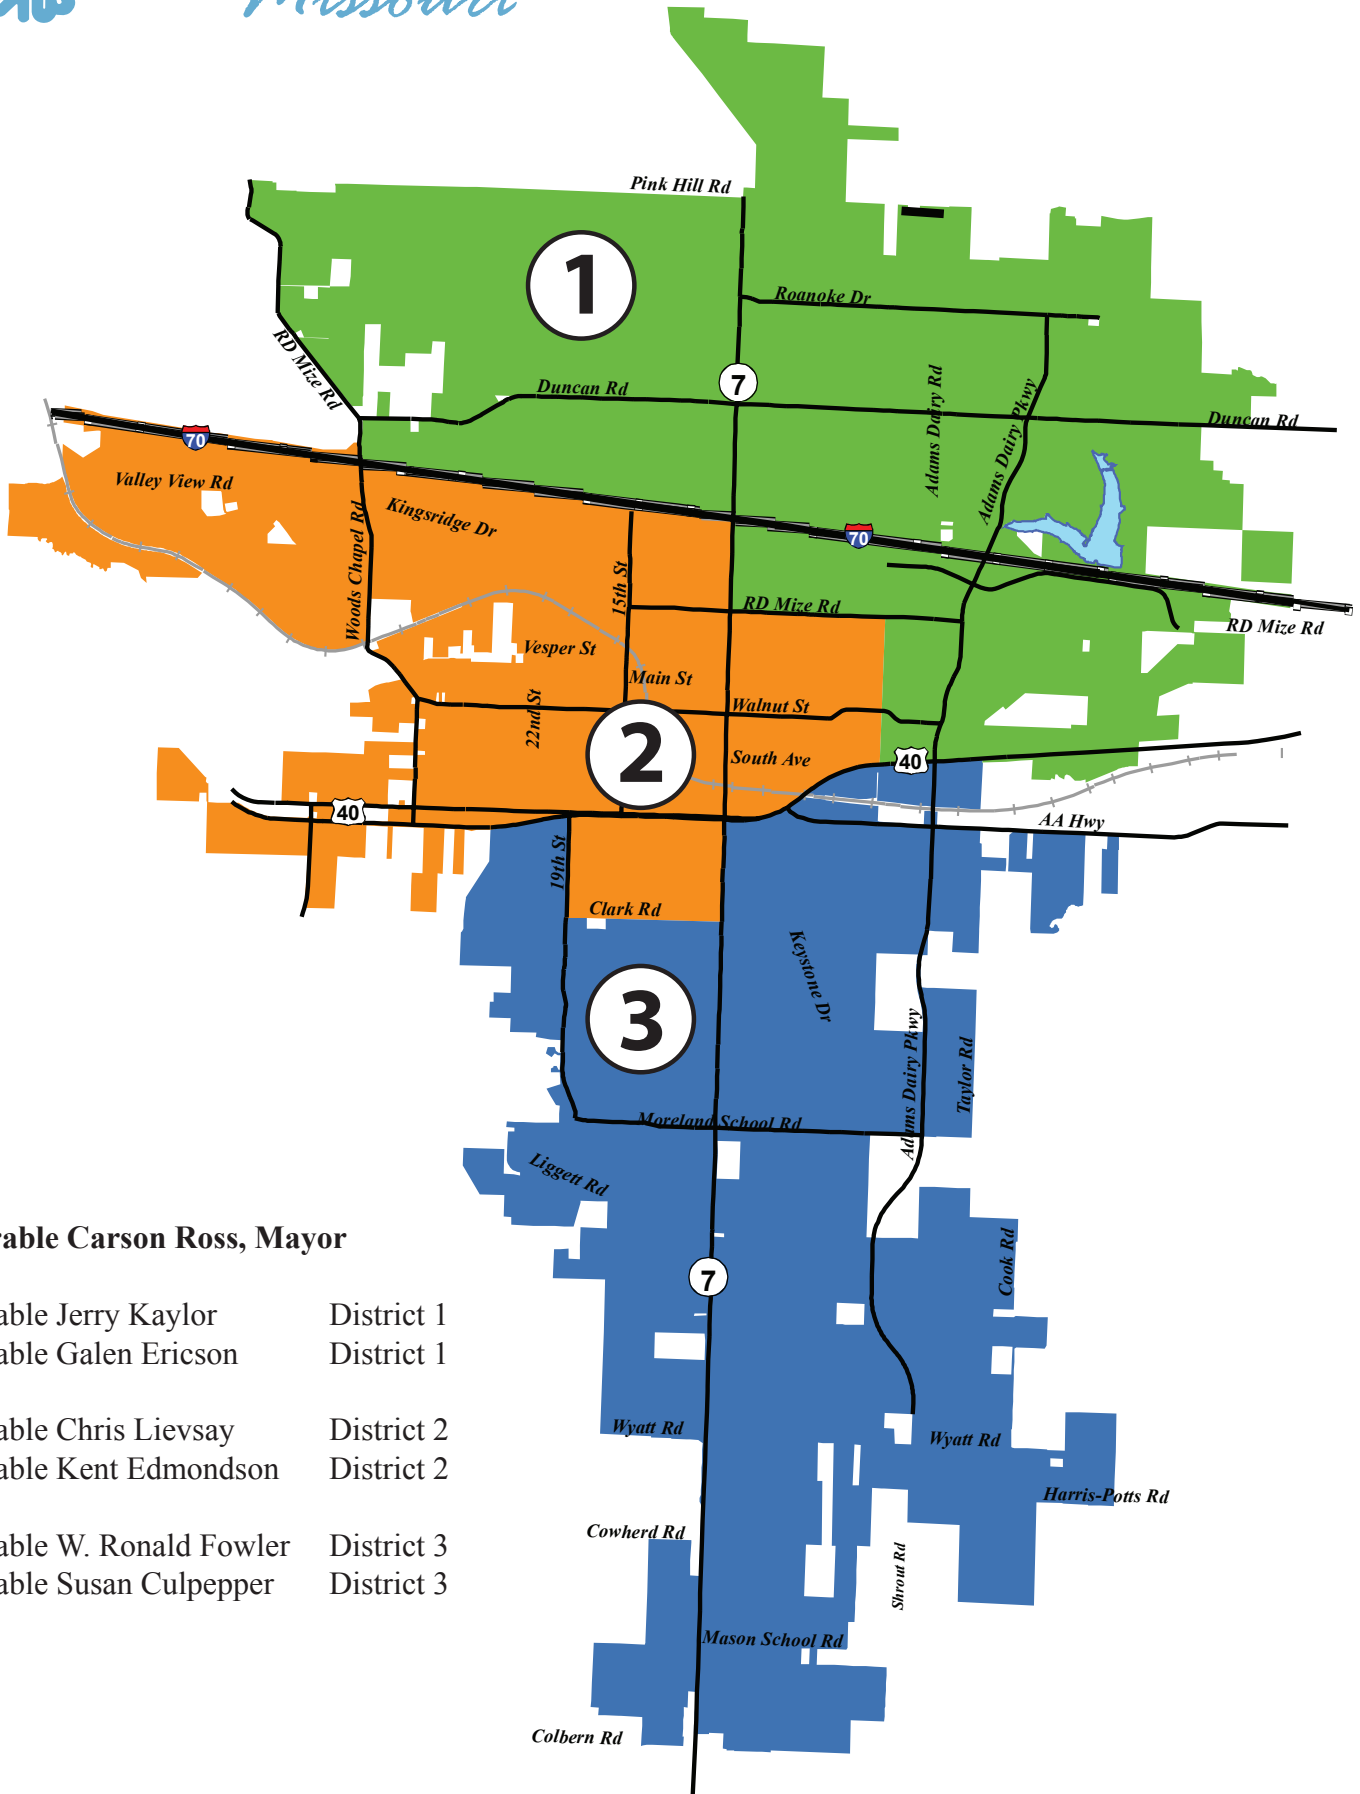 Missouri
Pink Hill Rd
1
Roanoke Dr
RD Mize Rd
7
Duncan Rd
Adams Dairy Rd
Adams Dairy Pkwy
Duncan Rd
70
Valley View Rd
Kingsridge Dr
Woods Chapel Rd
70
15th St
RD Mize Rd
RD Mize Rd
Vesper St
Main St
22nd St
Walnut St
2
South Ave
40
40
AA Hwy
19th St
Clark Rd
Keystone Dr
3
Adams Dairy Pkwy
Taylor Rd
Moreland School Rd
Liggett Rd
rable Carson Ross, Mayor
Cook Rd
7
able Jerry Kaylor District 1
able Galen Ericson District 1
able Chris Lievsay District 2
able Kent Edmondson District 2
Wyatt Rd
Wyatt Rd
Harris-Potts Rd
able W. Ronald Fowler District 3
able Susan Culpepper District 3
Cowherd Rd
Shrout Rd
Mason School Rd
Colbern Rd